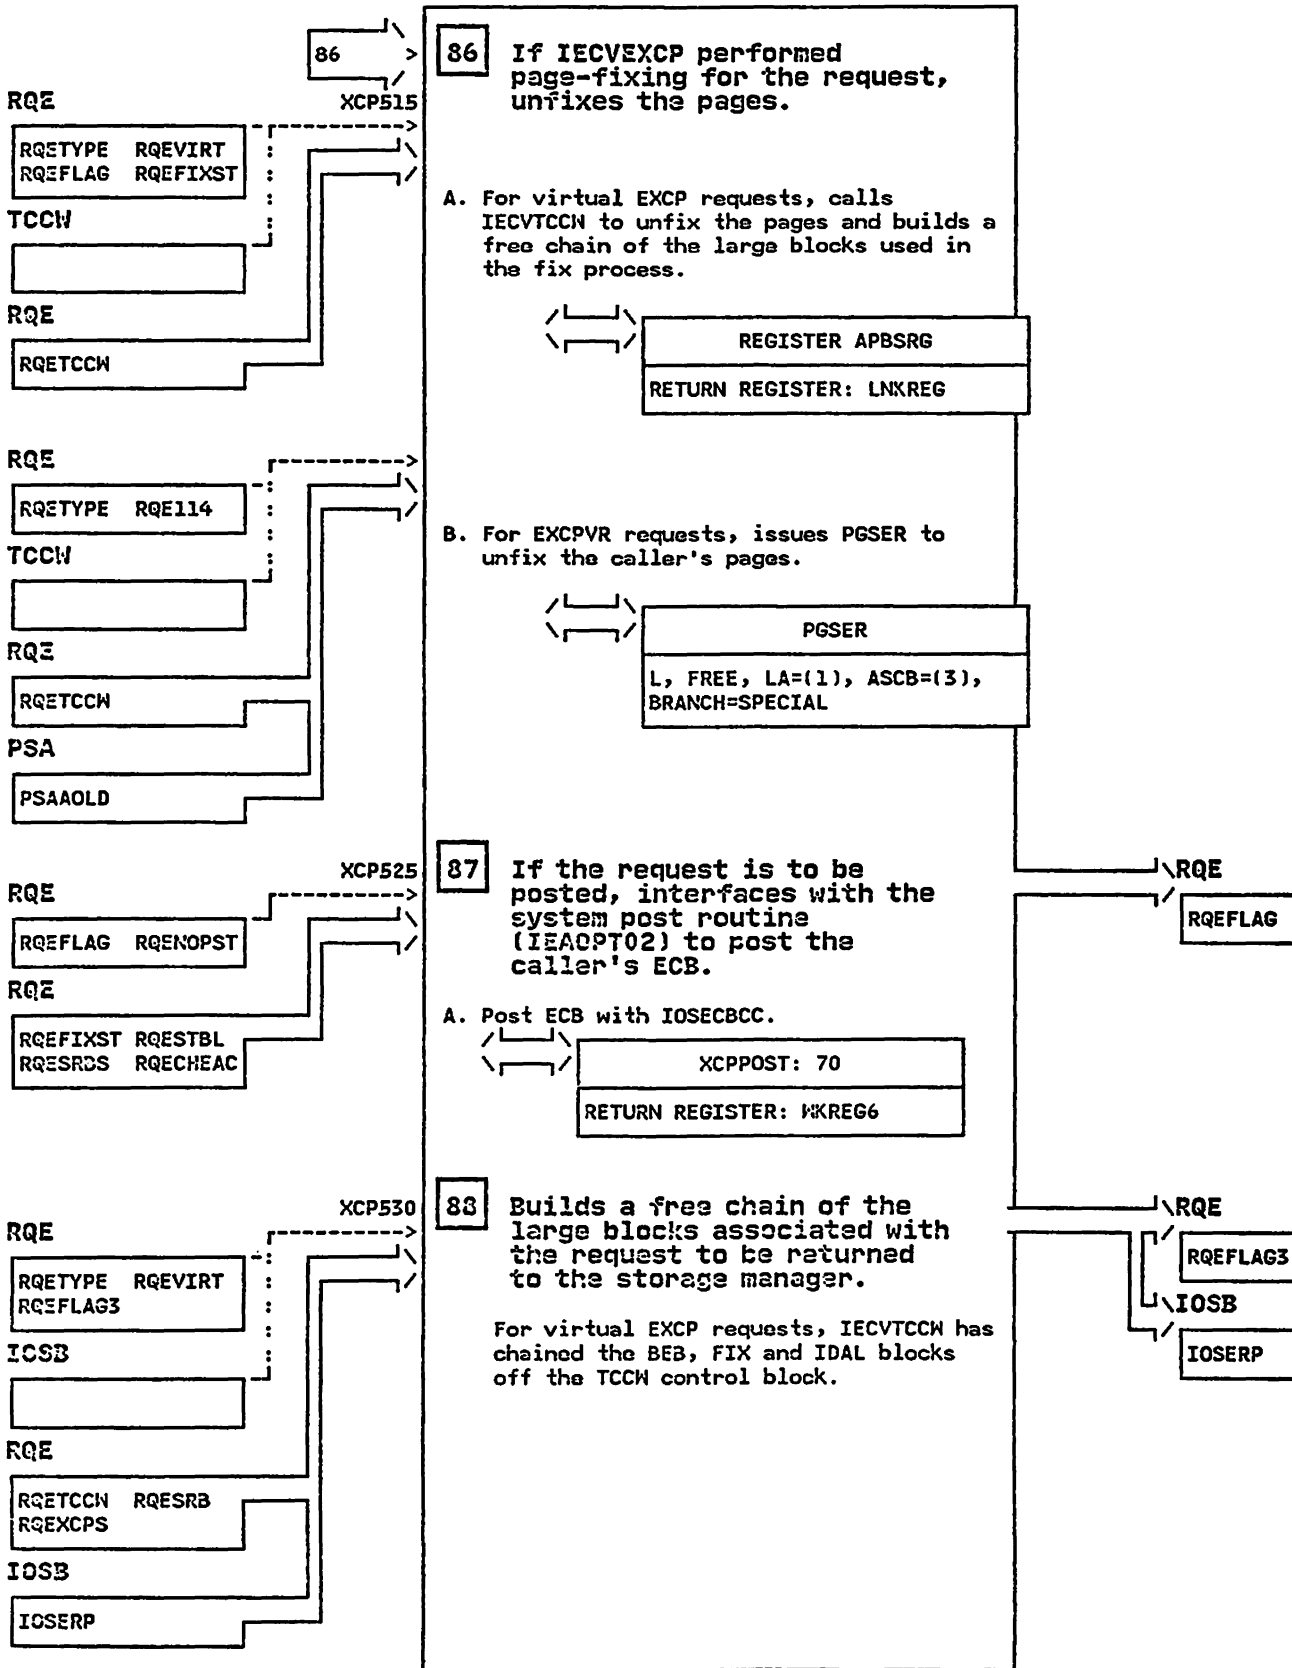 86
86 If IECVEXCP performed
page-fixing for the request,
unfixes the pages.
RQE
XCP515
RQETYPE RQEVIRT
RQEFLAG RQEFIXST
TCCW
RQE
RQETCCW
A. For virtual EXCP requests, calls
IECVTCCW to unfix the pages and builds a
free chain of the large blocks used in
the fix process.
REGISTER APBSRG
RETURN REGISTER: LNKREG
RQE
RQETYPE RQE114
TCCW
RQE
RQETCCW
PSA
PSAAOLD
B. For EXCPVR requests, issues PGSER to
unfix the caller's pages.
PGSER
L, FREE, LA=(1), ASCB=(3),
BRANCH=SPECIAL
XCP525
87 If the request is to be
posted, interfaces with the
system post routine
(IEAOPT02) to post the
caller's ECB.
RQE
RQEFLAG RQENOPST
RQE
RQEFIXST RQESTBL
RQESRDS RQECHEAC
RQE
RQEFLAG
A. Post ECB with IOSECBCC.
XCPPOST: 70
RETURN REGISTER: WKREG6
XCP530
88 Builds a free chain of the
large blocks associated with
the request to be returned
to the storage manager.
For virtual EXCP requests, IECVTCCW has
chained the BEB, FIX and IDAL blocks
off the TCCW control block.
RQE
RQETYPE RQEVIRT
RQEFLAG3
IOSB
RQE
RQETCCW RQESRB
RQEXCPS
IOSB
IOSERP
RQE
RQEFLAG3
IOSB
IOSERP